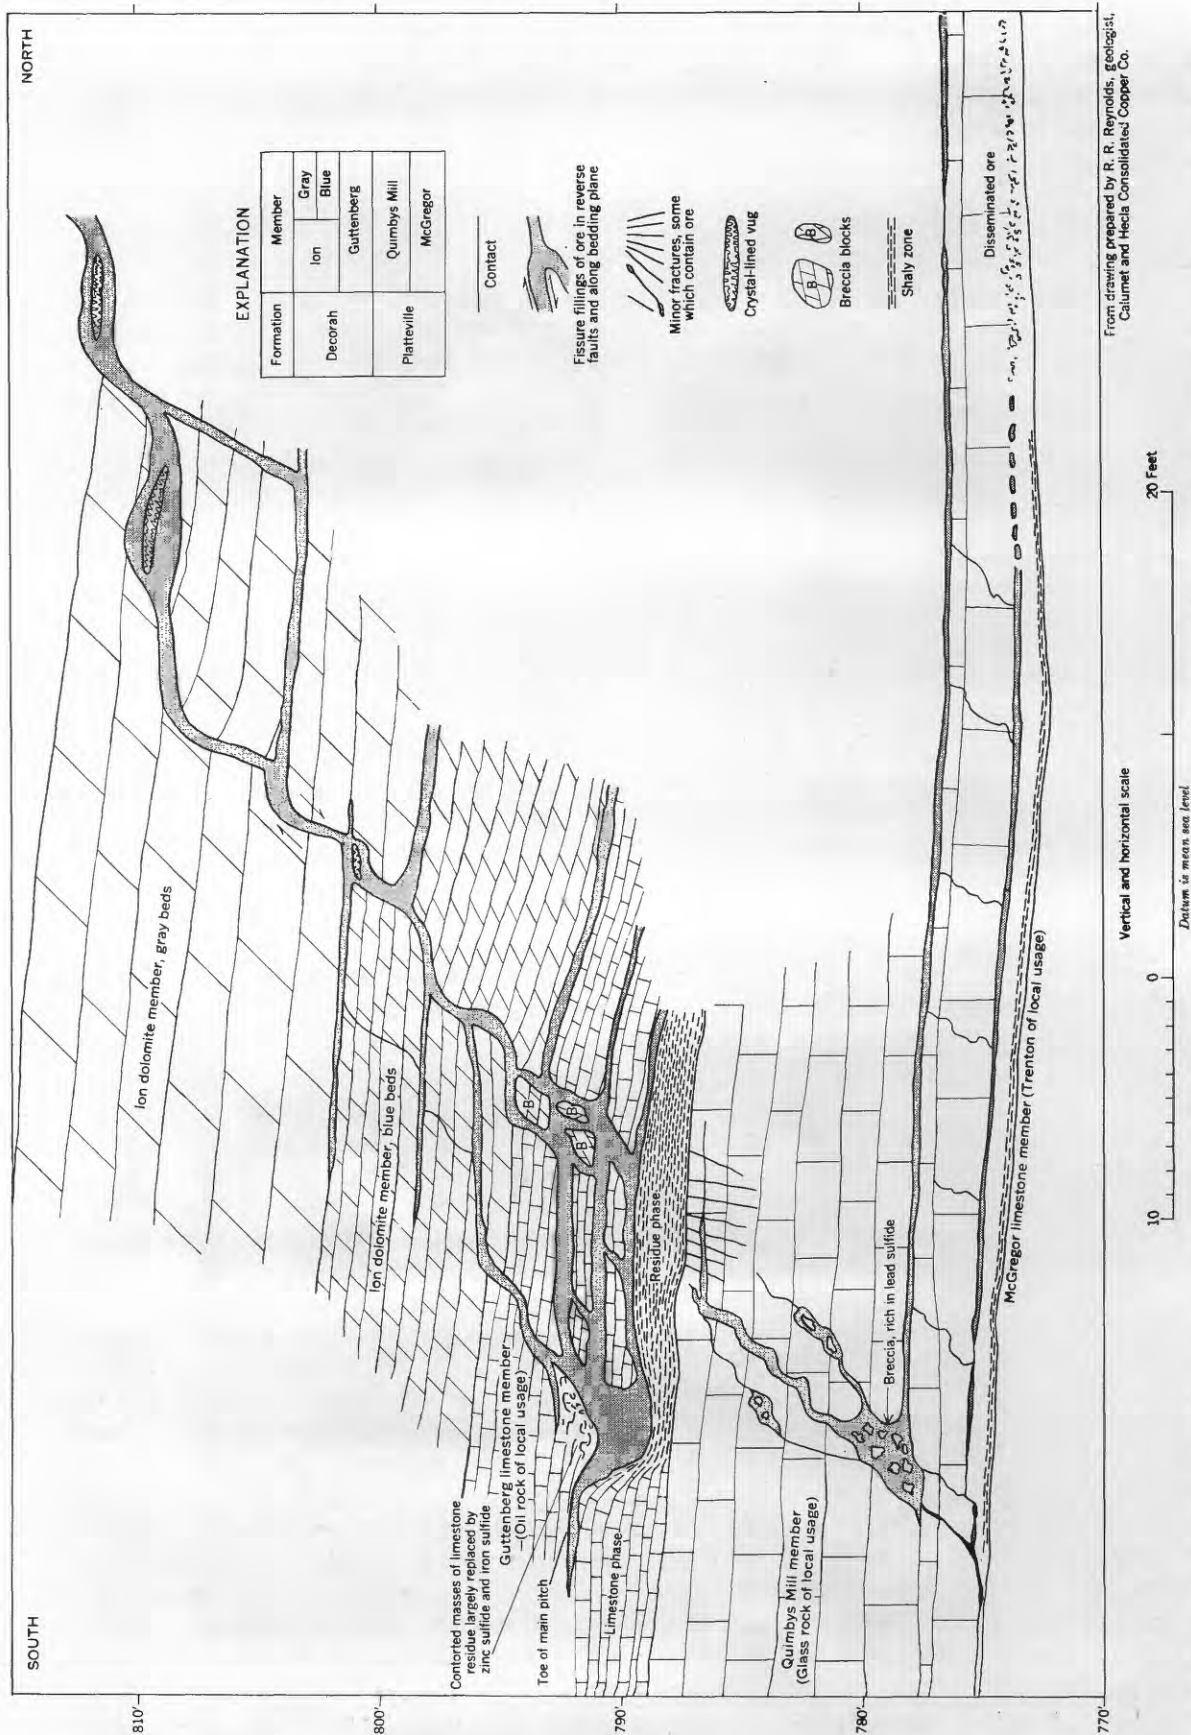 SOUTH
NORTH
810'
800'
790'
780'
770'
EXPLANATION
Formation
Member
Decorah
Ion
Gray
Blue
Guttenberg
Platteville
Quimbys Mill
McGregor
Contact
Fissure fillings of ore in reverse
faults and along bedding plane
Minor fractures, some
which contain ore
Crystal-lined vug
B
B
Breccia blocks
Shaly zone
Ion dolomite member, gray beds
Ion dolomite member, blue beds
Contorted masses of limestone
residue largely replaced by
zinc sulfide and iron sulfide
Guttenberg limestone member
(Oil rock of local usage)
Toe of main pitch
Limestone phase
Residue phase
B
B
B
Quimbys Mill member
(Glass rock of local usage)
Breccia, rich in lead sulfide
McGregor limestone member (Trenton of local usage)
Disseminated ore
From drawing prepared by R. R. Reynolds, geologist,
Calumet and Hecla Consolidated Copper Co.
10
0
20 Feet
Vertical and horizontal scale
Datum is mean sea level